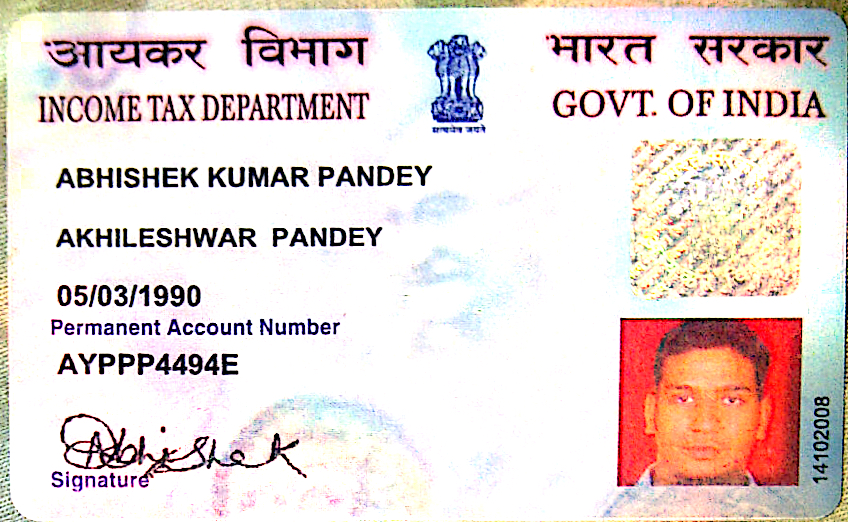 आयकर विभाग भारत सरकार
INCOME TAX DEPARTMENT GOVT. OF INDIA
सत्यमेव जयते
ABHISHEK KUMAR PANDEY
AKHILESHWAR PANDEY
05/03/1990
Permanent Account Number
AYPPP4494E
Abhishek
Signature
14102008